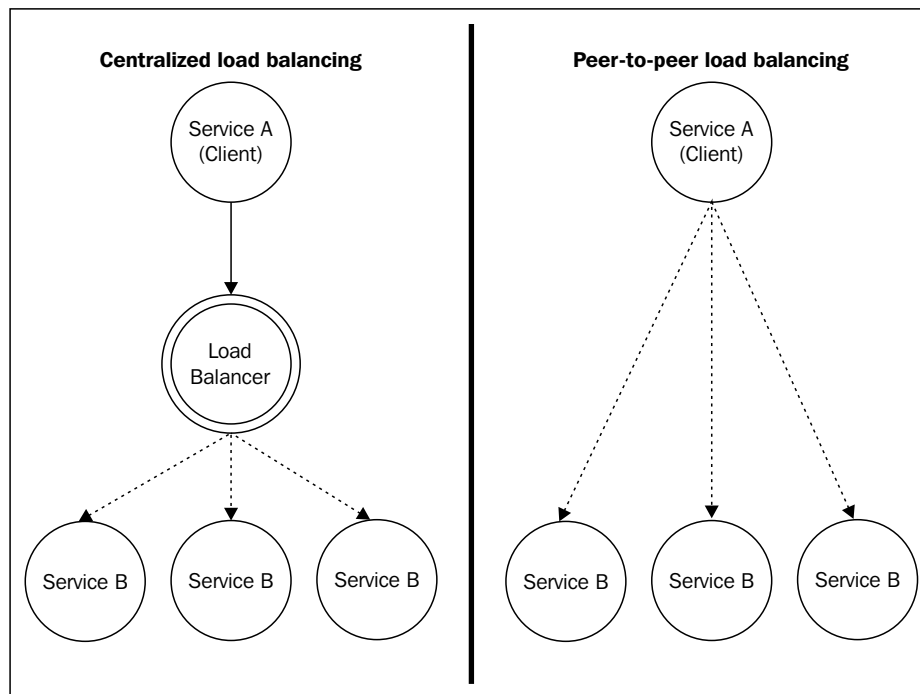 Centralized load balancing
Service A
(Client)
Load
Balancer
Service B
Service B
Service B
Peer-to-peer load balancing
Service A
(Client)
Service B
Service B
Service B